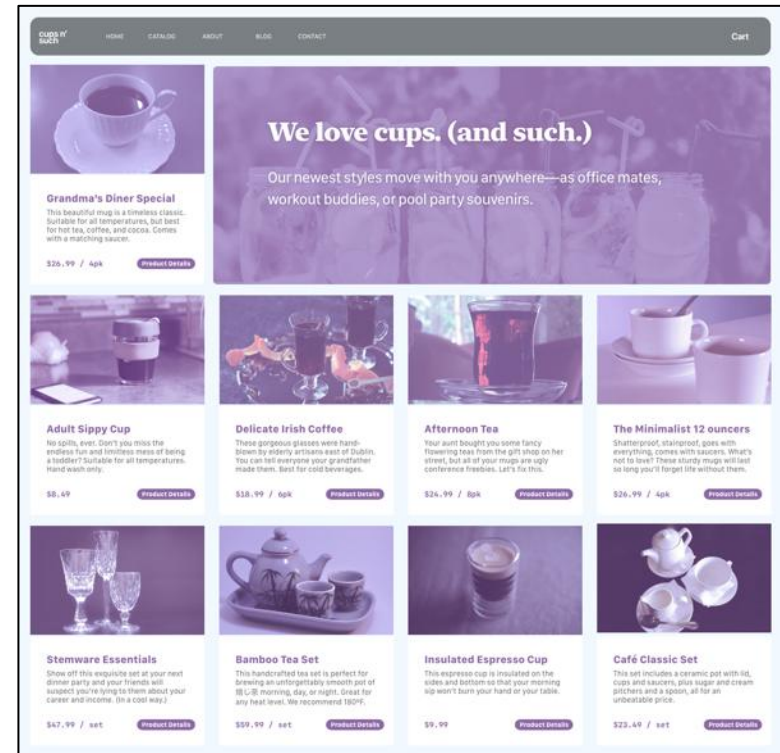 cups n'
such
HOME CATALOG ABOUT BLOG CONTACT
Cart
We love cups. (and such.)
Our newest styles move with you anywhere—as office mates,
workout buddies, or pool party souvenirs.
Grandma's Diner Special
This beautiful mug is a timeless classic.
Suitable for all temperatures, but best
for hot tea, coffee, and cocoa. Comes
with a matching saucer.
$26.99 / 4pk Product Details
Adult Sippy Cup
No spills, ever. Don't you miss the
endless fun and limitless mess of being
a toddler? Suitable for all temperatures.
Hand wash only.
$8.49 Product Details
Delicate Irish Coffee
These gorgeous glasses were hand-
blown by elderly artisans east of Dublin.
You can tell everyone your grandfather
made them. Best for cold beverages.
$18.99 / 6pk Product Details
Afternoon Tea
Your aunt bought you some fancy
flowering teas from the gift shop on her
street, but all of your mugs are ugly
conference freebies. Let's fix this.
$24.99 / 8pk Product Details
The Minimalist 12 ouncers
Shatterproof, stainproof, goes with
everything, comes with saucers. What's
not to love? These sturdy mugs will last
so long you'll forget life without them.
$26.99 / 4pk Product Details
Stemware Essentials
Show off this exquisite set at your next
dinner party and your friends will
suspect you're lying to them about your
career and income. (In a cool way.)
$47.99 / set Product Details
Bamboo Tea Set
This handcrafted tea set is perfect for
brewing an unforgettably smooth pot of
morning, day, or night. Great for
any heat level. We recommend 180°F.
$59.99 / set Product Details
Insulated Espresso Cup
This espresso cup is insulated on the
sides and bottom so that your morning
sip won't burn your hand or your table.
$9.99 Product Details
Café Classic Set
This set includes a ceramic pot with lid,
cups and saucers, plus sugar and cream
pitchers and a spoon, all for an
unbeatable price.
$23.49 / set Product Details